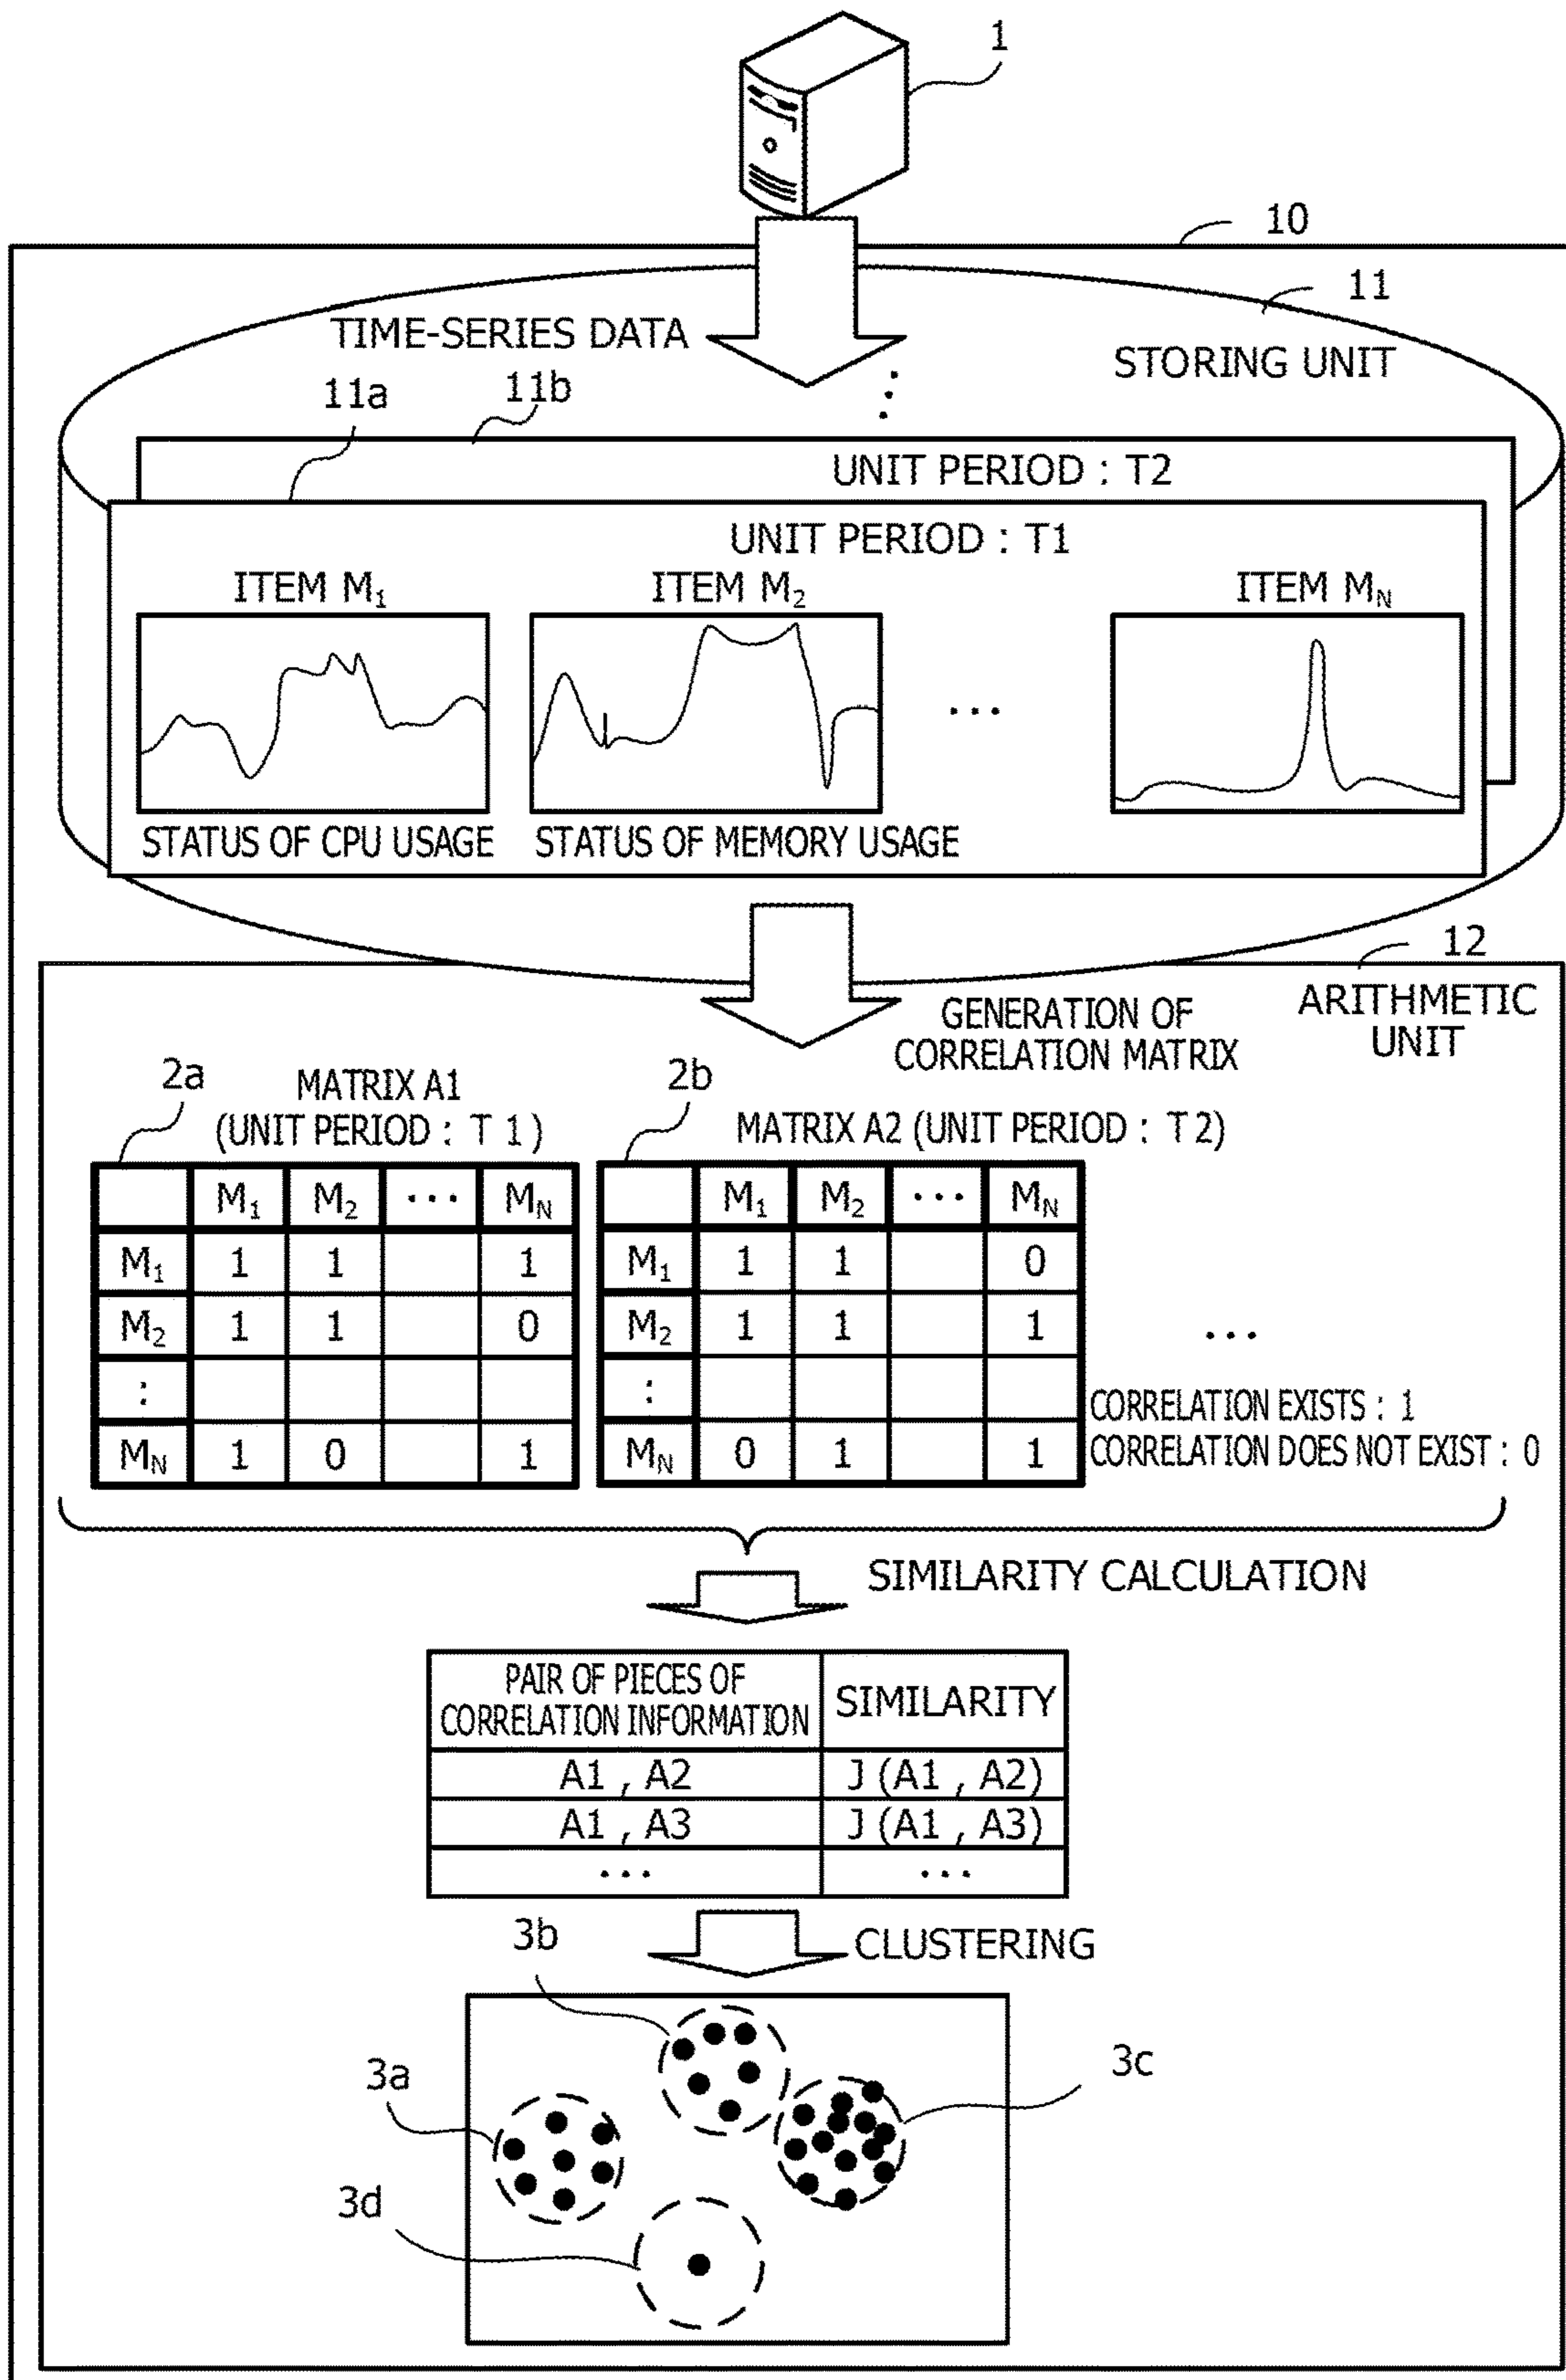 1
10
11
TIME-SERIES DATA
STORING UNIT
11a
11b
UNIT PERIOD : T2
UNIT PERIOD : T1
ITEM M1
ITEM M2
ITEM MN
...
STATUS OF CPU USAGE
STATUS OF MEMORY USAGE
12
ARITHMETIC
UNIT
GENERATION OF
CORRELATION MATRIX
2a
MATRIX A1
(UNIT PERIOD : T 1)
2b
MATRIX A2 (UNIT PERIOD : T 2)
M1 M2 ... MN
M1 1 1 1
M2 1 1 0
:
MN 1 0 1
M1 M2 ... MN
M1 1 1 0
M2 1 1 1
:
MN 0 1 1
...
CORRELATION EXISTS : 1
CORRELATION DOES NOT EXIST : 0
SIMILARITY CALCULATION
PAIR OF PIECES OF
CORRELATION INFORMATION
SIMILARITY
A1 , A2 J (A1 , A2)
A1 , A3 J (A1 , A3)
... ...
CLUSTERING
3b
3a
3c
3d